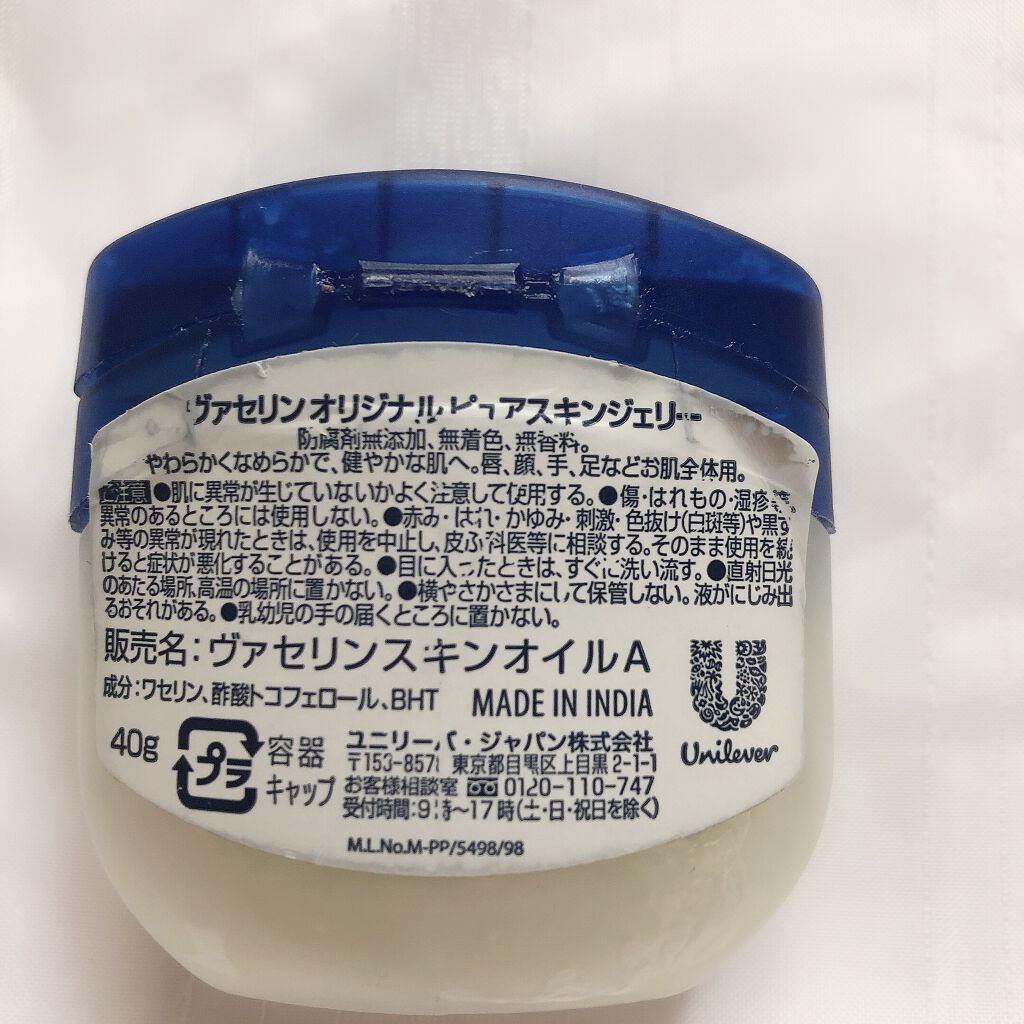 ヴァセリン オリジナル ピュアスキンジェリー
防腐剤無添加、無着色、無香料。
やわらかくなめらかで、健やかな肌へ。唇、顔、手、足などお肌全体用。
ご注意 ●肌に異常が生じていないかよく注意して使用する。●傷・はれもの・湿疹等
異常のあるところには使用しない。●赤み・はれ・かゆみ・刺激・色抜け(白斑等)や黒ず
み等の異常が現れたときは、使用を中止し、皮ふ科医等に相談する。そのまま使用を続
けると症状が悪化することがある。●目に入ったときは、すぐに洗い流す。●直射日光
のあたる場所、高温の場所に置かない。●横やさかさまにして保管しない。液がにじみ出
るおそれがある。●乳幼児の手の届くところに置かない。
販売名:ヴァセリンスキンオイルA
成分:ワセリン、酢酸トコフェロール、BHT MADE IN INDIA
Unilever
40g
プラ
容器
キャップ
ユニリーバ・ジャパン株式会社
〒153-8578 東京都目黒区上目黒2-1-1
お客様相談室 0120-110-747
受付時間:9時~17時(土・日・祝日を除く)
M.L.No.M-PP/5498/98